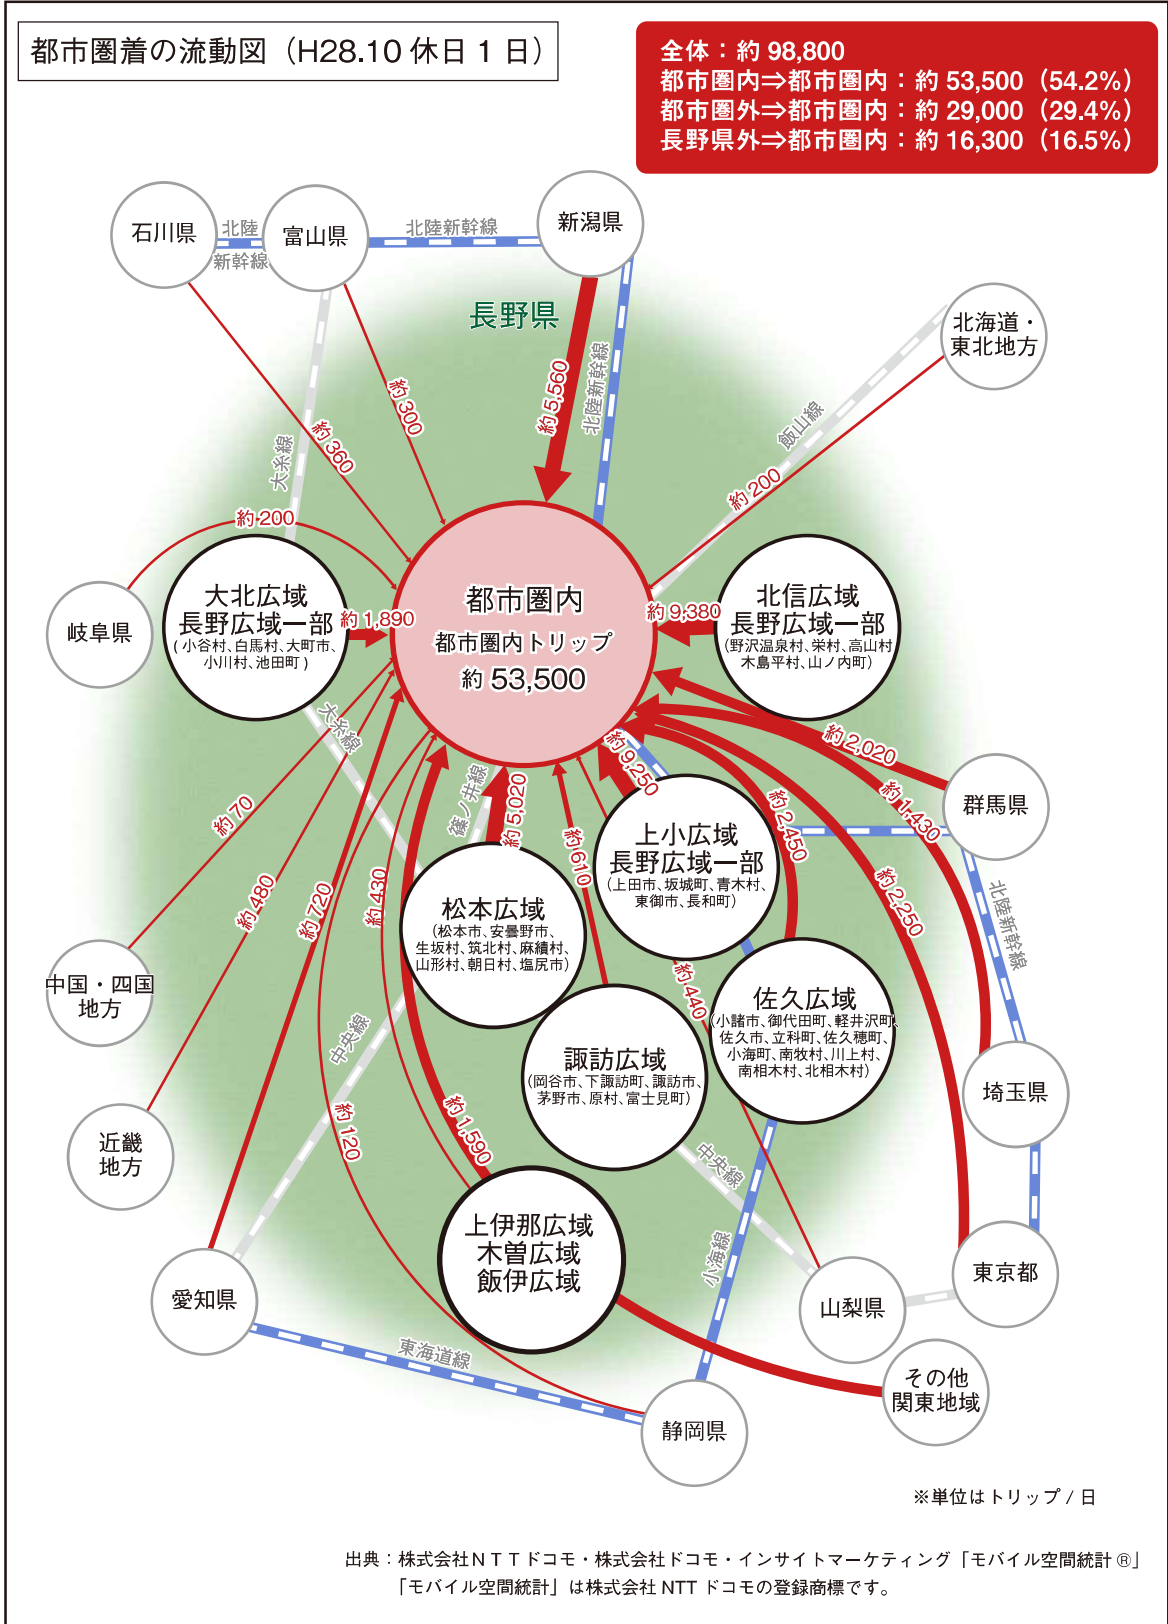 都市圏着の流動図（H28.10 休日 1 日）
全体：約 98,800
都市圏内⇒都市圏内：約 53,500（54.2%）
都市圏外⇒都市圏内：約 29,000（29.4%）
長野県外⇒都市圏内：約 16,300（16.5%）
石川県
北陸
新幹線
富山県
北陸新幹線
新潟県
長野県
北海道・
東北地方
約 5,560
北陸新幹線
約 300
約 360
大糸線
飯山線
約 200
約 200
岐阜県
大北広域
長野広域一部
( 小谷村、白馬村、大町市、
小川村、池田町 )
約 1,890
都市圏内
都市圏内トリップ
約 53,500
約 9,380
北信広域
長野広域一部
（野沢温泉村、栄村、高山村
木島平村、山ノ内町）
大糸線
篠ノ井線
約 5,020
約 9,250
約 2,020
群馬県
約 70
約 480
約 720
約 430
約 610
上小広域
長野広域一部
（上田市、坂城町、青木村、
東御市、長和町）
約 2,450
約 1,430
約 2,250
北陸新幹線
松本広域
（松本市、安曇野市、
生坂村、筑北村、麻績村、
山形村、朝日村、塩尻市）
中国・四国
地方
中央線
約 440
佐久広域
（小諸市、御代田町、軽井沢町、
佐久市、立科町、佐久穂町、
小海町、南牧村、川上村、
南相木村、北相木村）
諏訪広域
（岡谷市、下諏訪町、諏訪市、
茅野市、原村、富士見町）
埼玉県
近畿
地方
約 120
約 1,590
中央線
上伊那広域
木曽広域
飯伊広域
小海線
東京都
愛知県
山梨県
東海道線
その他
関東地域
静岡県
※単位はトリップ / 日
出典：株式会社ＮＴＴドコモ・株式会社ドコモ・インサイトマーケティング「モバイル空間統計 ®」
「モバイル空間統計」は株式会社 NTT ドコモの登録商標です。